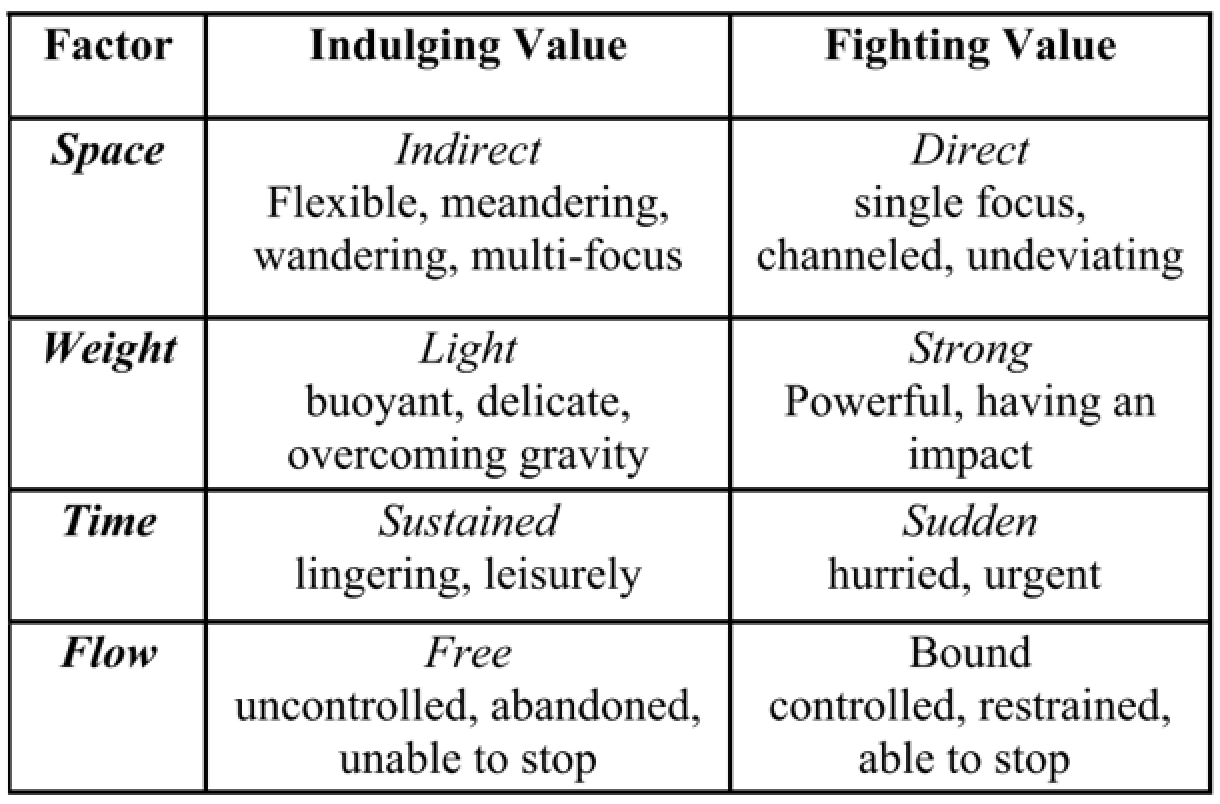 Factor Indulging Value Fighting Value
Space Indirect Direct
Flexible, meandering, single focus,
wandering, multi-focus channeled, undeviating
Weight Light Strong
buoyant, delicate, Powerful, having an
overcoming gravity impact
Time Sustained Sudden
lingering, leisurely hurried, urgent
Flow Free Bound
uncontrolled, abandoned, controlled, restrained,
unable to stop able to stop